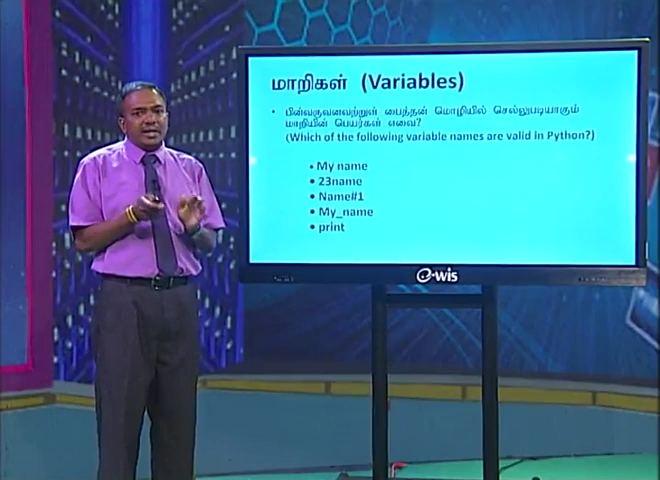 மாறிகள் (Variables)
• பின்வருவனவற்றுள் பைத்தன் மொழியில் செல்லுபடியாகும்
மாறியின் பெயர்கள் எவை?
(Which of the following variable names are valid in Python?)
• My name
• 23name
• Name#1
• My_name
• print
e-wis